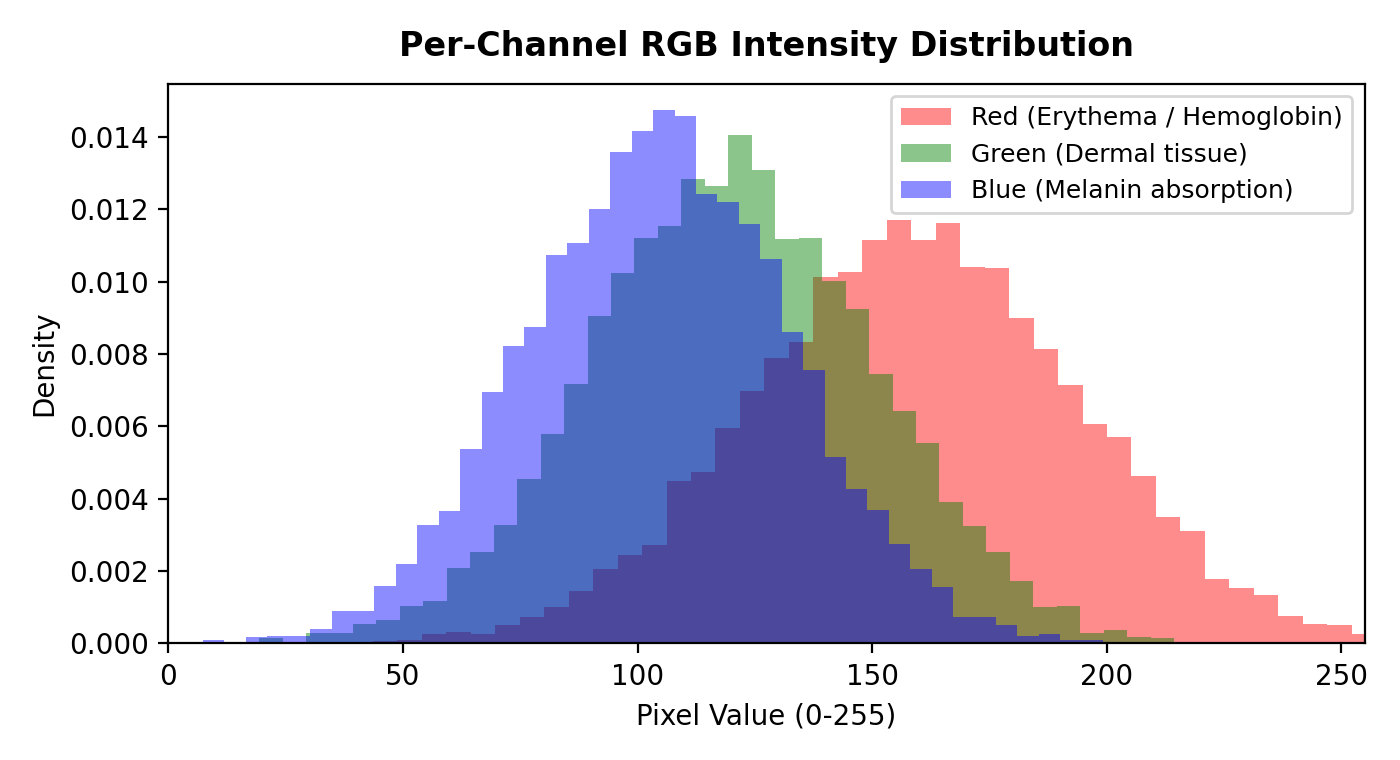 Per-Channel RGB Intensity Distribution
Red (Erythema / Hemoglobin)
Green (Dermal tissue)
Blue (Melanin absorption)
Density
0.014
0.012
0.010
0.008
0.006
0.004
0.002
0.000
0 50 100 150 200 250
Pixel Value (0-255)